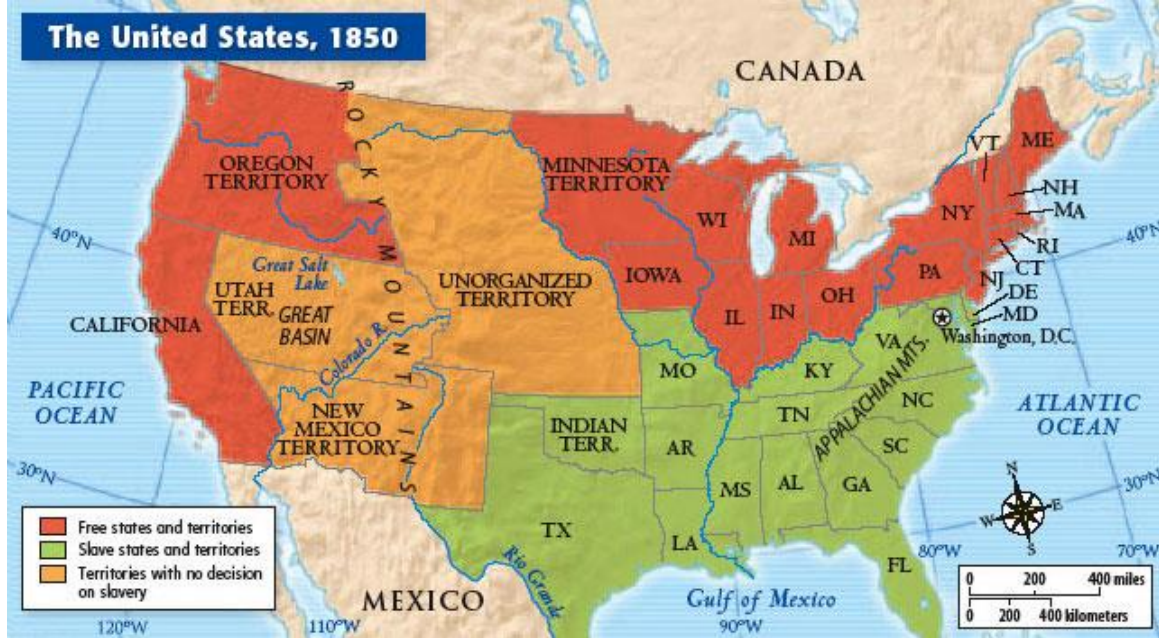 The United States, 1850
CANADA
ROCKY MOUNTAINS
OREGON
TERRITORY
MINNESOTA
TERRITORY
VT
ME
WI
MI
NY
NH
MA
RI
CT
40°N
40°N
Great Salt
Lake
UTAH
TERR.
GREAT
BASIN
UNORGANIZED
TERRITORY
IOWA
IL
IN
OH
PA
NJ
DE
MD
Washington, D.C.
CALIFORNIA
Colorado R.
MO
KY
VA
APPALACHIAN MTS.
PACIFIC
OCEAN
NEW
MEXICO
TERRITORY
INDIAN
TERR.
AR
TN
NC
SC
ATLANTIC
OCEAN
30°N
30°N
MS
AL
GA
TX
LA
FL
N
W
E
S
Free states and territories
Slave states and territories
Territories with no decision
on slavery
MEXICO
Rio Grande
Gulf of Mexico
80°W
70°W
0 200 400 miles
0 200 400 kilometers
120°W
110°W
90°W